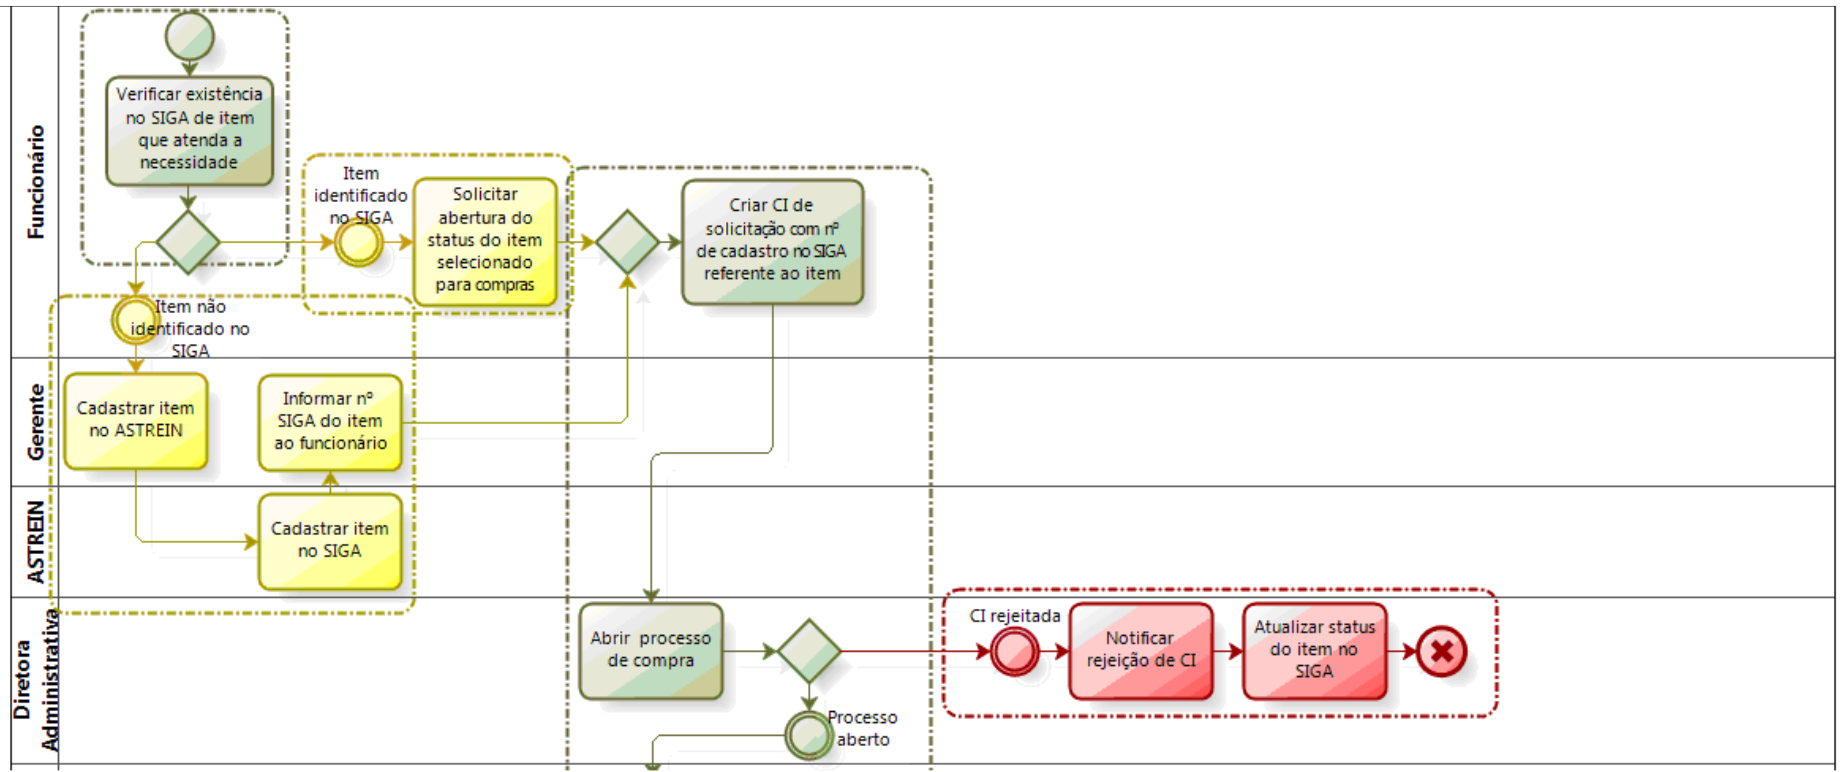 Funcionário
Verificar existência
no SIGA de item
que atenda a
necessidade
Item
identificado
no SIGA
Solicitar
abertura do
status do item
selecionado
para compras
Criar CI de
solicitação com nº
de cadastro no SIGA
referente ao item
Item não
identificado no
SIGA
Gerente
Cadastrar item
no ASTREIN
Informar nº
SIGA do item
ao funcionário
ASTREIN
Cadastrar item
no SIGA
Diretora
Administrativa
Abrir processo
de compra
CI rejeitada
Notificar
rejeição de CI
Atualizar status
do item no
SIGA
Processo
aberto